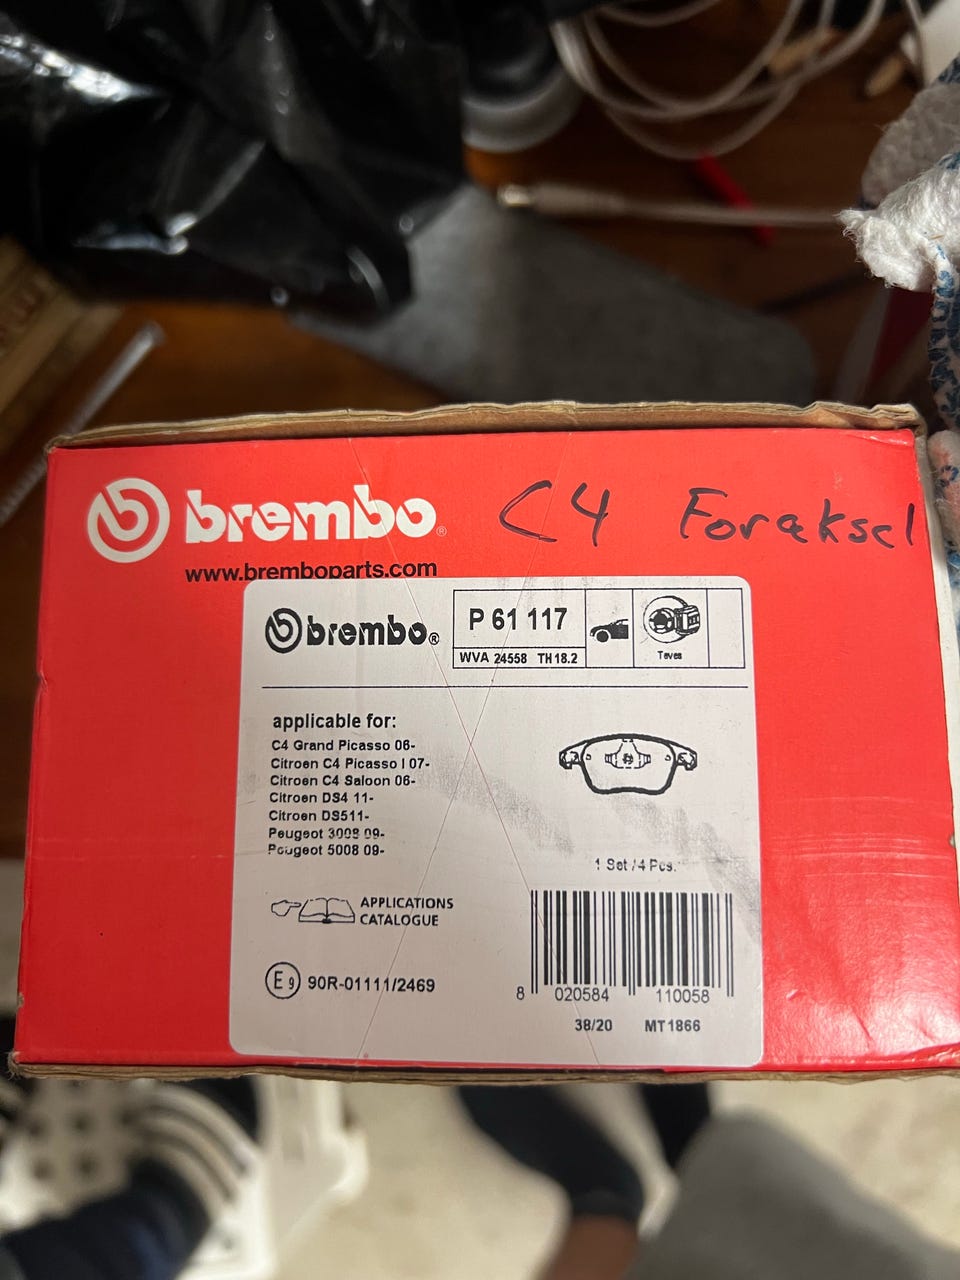 brembo®
C4 Foraksel
www.bremboparts.com
brembo®
P 61 117
WVA 24558 TH 18.2
Teves
applicable for:
C4 Grand Picasso 06-
Citroen C4 Picasso I 07-
Citroen C4 Saloon 06-
Citroen DS4 11-
Citroen DS511-
Peugeot 3008 09-
Peugeot 5008 09-
1 Set /4 Pcs.
APPLICATIONS
CATALOGUE
E9 90R-01111/2469
8 020584 110058
38/20 MT1866